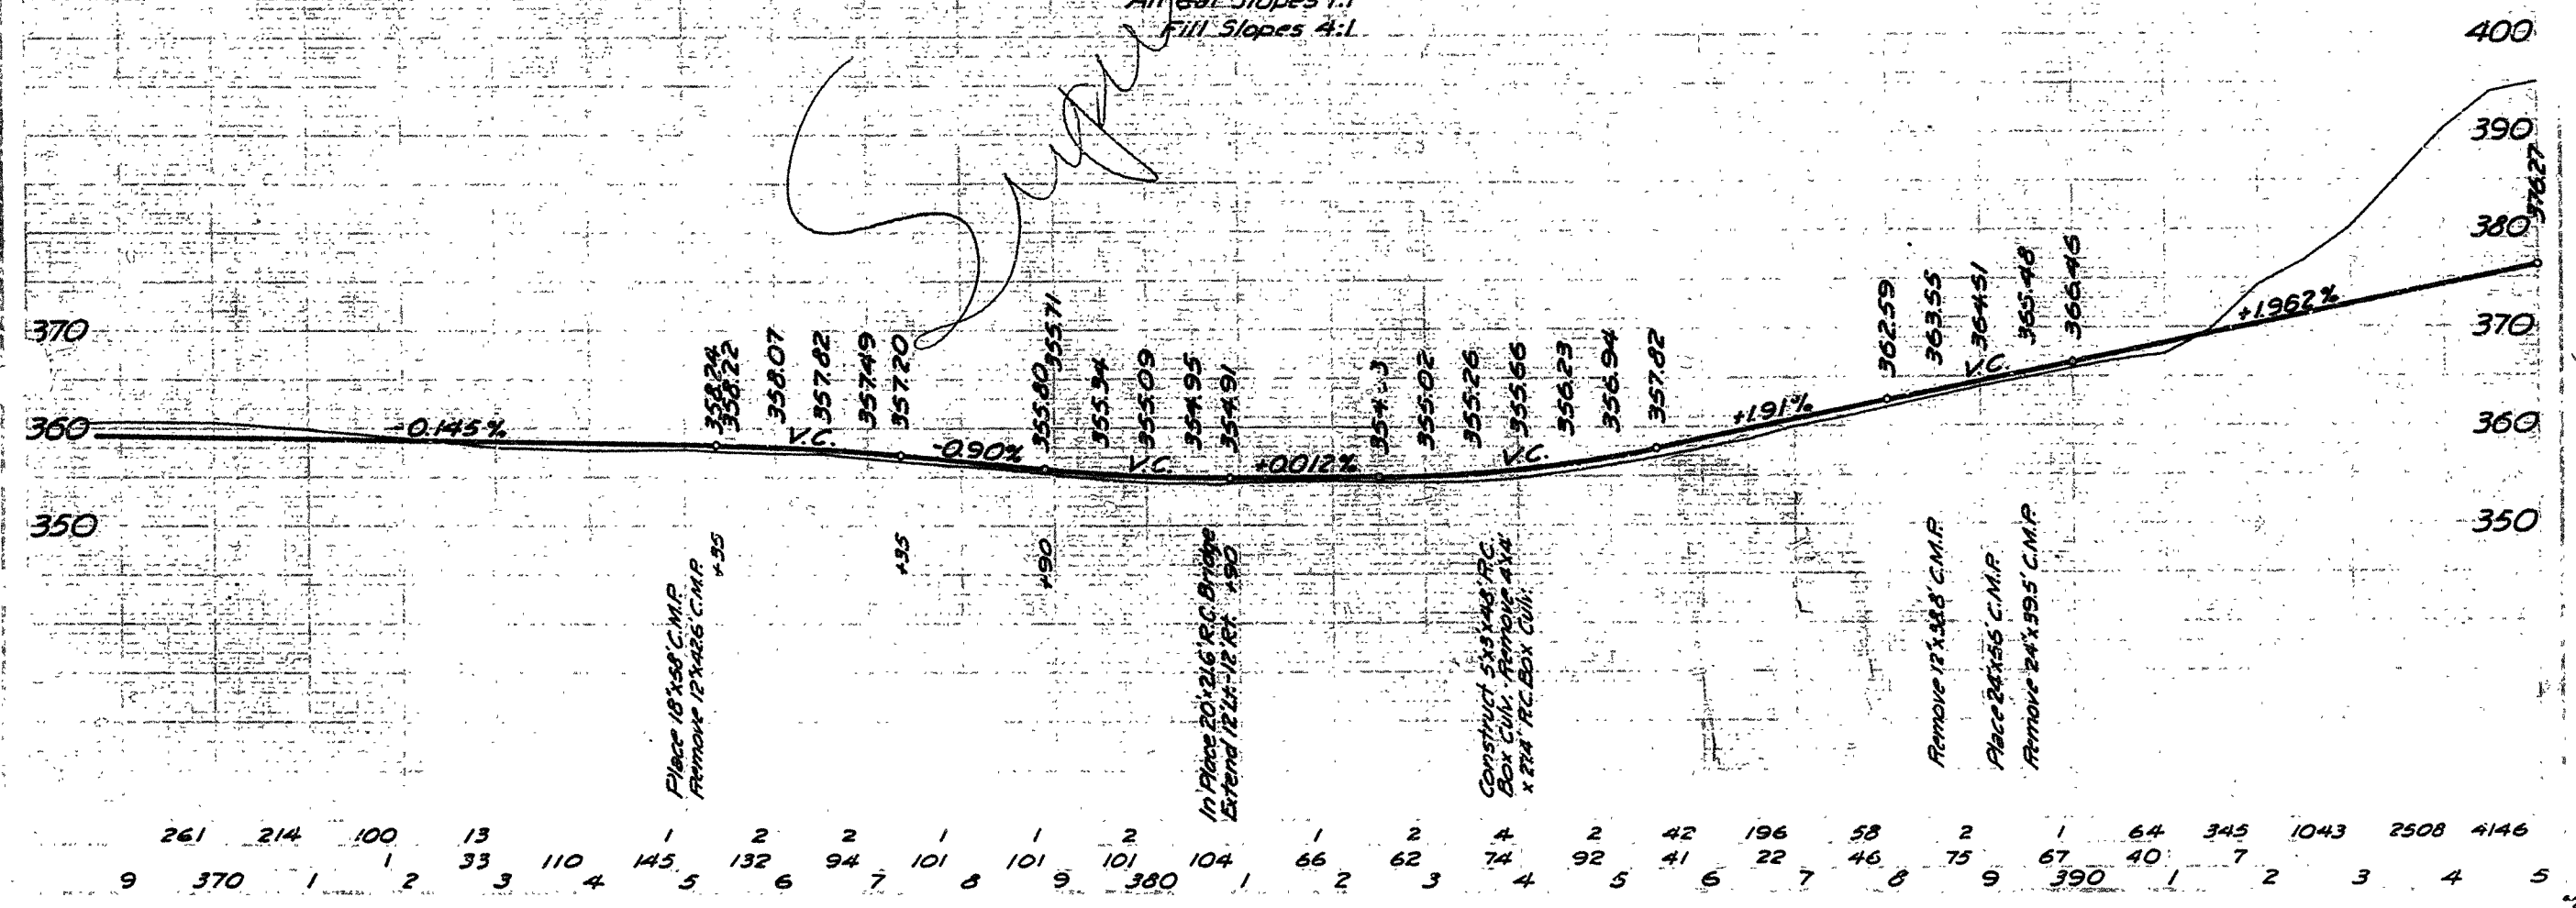 Fill Slopes 4:1
400
390
380
370
360
350
370
360
350
376.27
-0.145%
358.24
358.22
358.07
357.82
357.49
357.20
V.C.
-0.90%
355.80
355.71
355.34
355.09
354.95
354.91
V.C.
+0.012%
355.02
355.26
355.66
356.23
356.94
357.82
V.C.
+1.91%
362.59
363.55
364.51
365.48
366.46
V.C.
+1.962%
+35
+35
+90
+90
Place 18"x58' C.M.P.
Remove 12"x42.6' C.M.P.
In Place 20'x26' R.C. Bridge
Extend 12' Lt.-12' Rt.
Construct 5'x3'x48' R.C.
Box Culv. - Remove 4'x4'
x27.4' R.C. Box Culv.
Remove 12"x38.8' C.M.P.
Place 24"x56' C.M.P.
Remove 24"x39.5' C.M.P.
261 214 100 13 1 2 2 1 1 2 1 2 4 2 42 196 58 2 1 64 345 1043 2508 4146
1 33 110 145 132 94 101 101 101 104 66 62 74 92 41 22 46 75 67 40 7
9 370 1 2 3 4 5 6 7 8 9 380 1 2 3 4 5 6 7 8 9 390 1 2 3 4 5